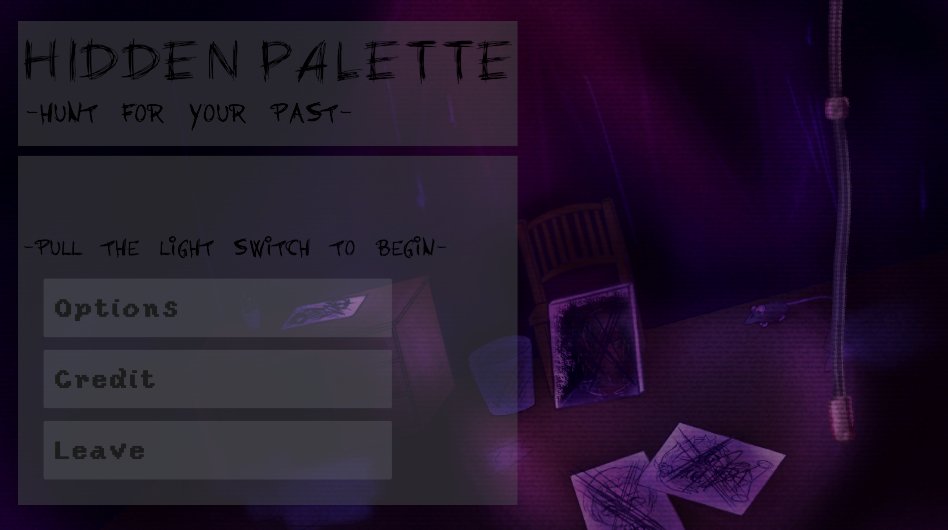 HIDDEN PALETTE
-HUNT FOR YOUR PAST-
-PULL THE LIGHT SWITCH TO BEGIN-
Options
Credit
Leave